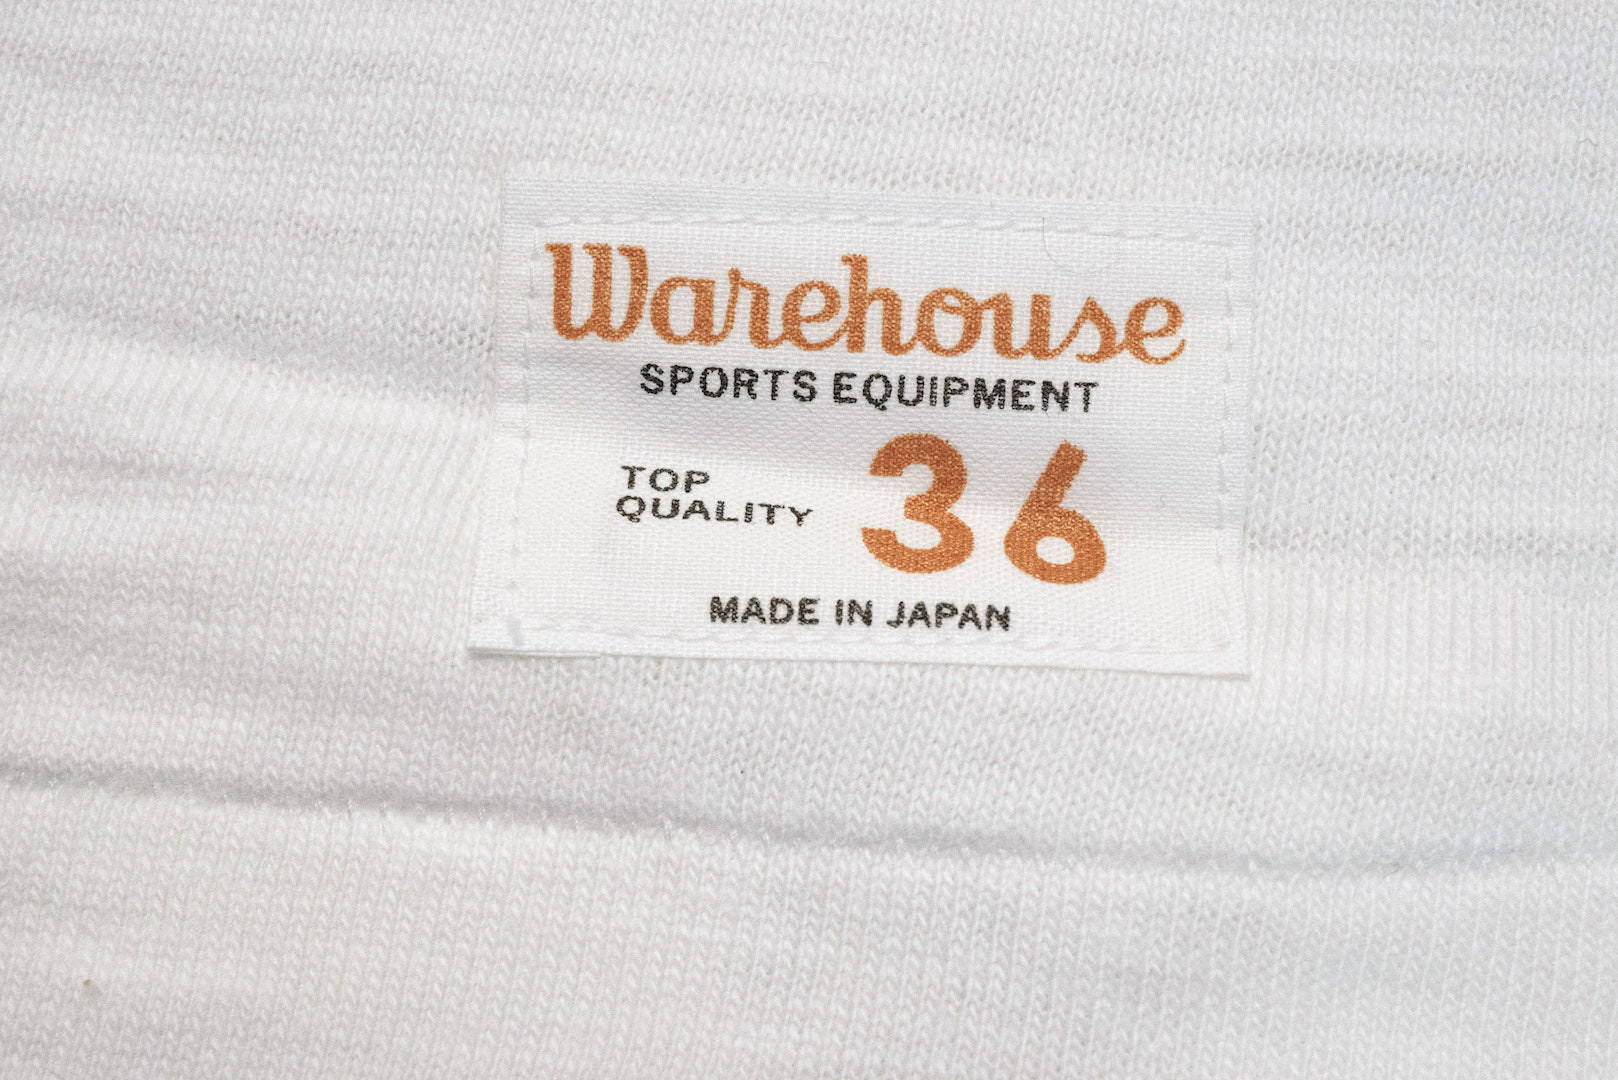 Warehouse
SPORTS EQUIPMENT
TOP
QUALITY
36
MADE IN JAPAN